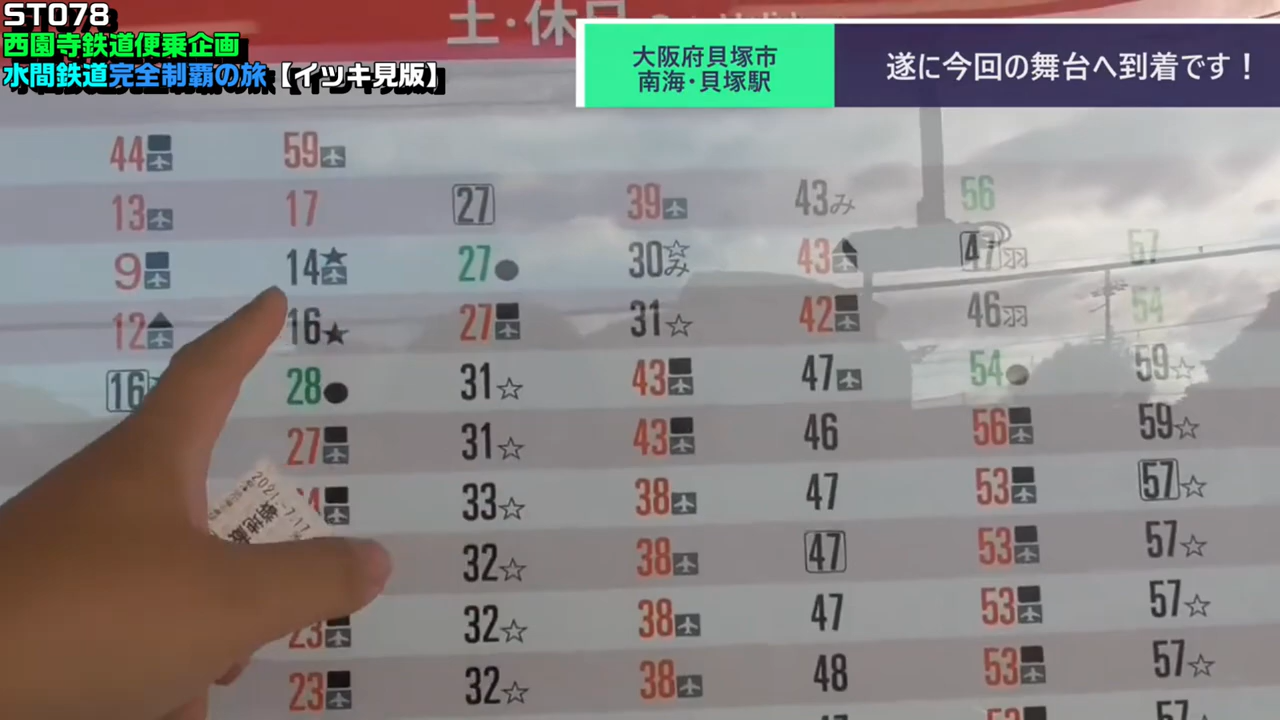 ST078
西園寺鉄道便乗企画
水間鉄道完全制覇の旅【イツキ見版】
土・休日
大阪府貝塚市
南海・貝塚駅
遂に今回の舞台へ到着です！
44 59
13 17 27 39 43み 56
9 14★ 27● 30☆み 43 47羽 57
12 16★ 27 31☆ 42 46羽 54
16 28● 31☆ 43 47 54● 59☆
27 31☆ 43 46 56 59☆
33☆ 38 47 53 57☆
32☆ 38 47 53 57☆
23 32☆ 38 47 53 57☆
23 32☆ 38 48 53 57☆